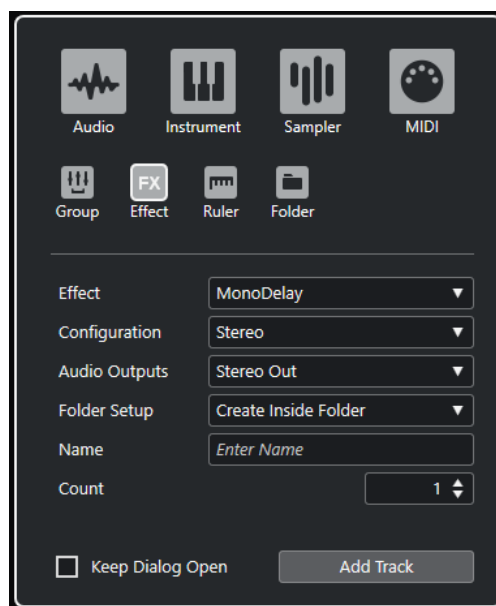 Audio Instrument Sampler MIDI
FX
Group Effect Ruler Folder
Effect MonoDelay
Configuration Stereo
Audio Outputs Stereo Out
Folder Setup Create Inside Folder
Name Enter Name
Count 1
Keep Dialog Open Add Track